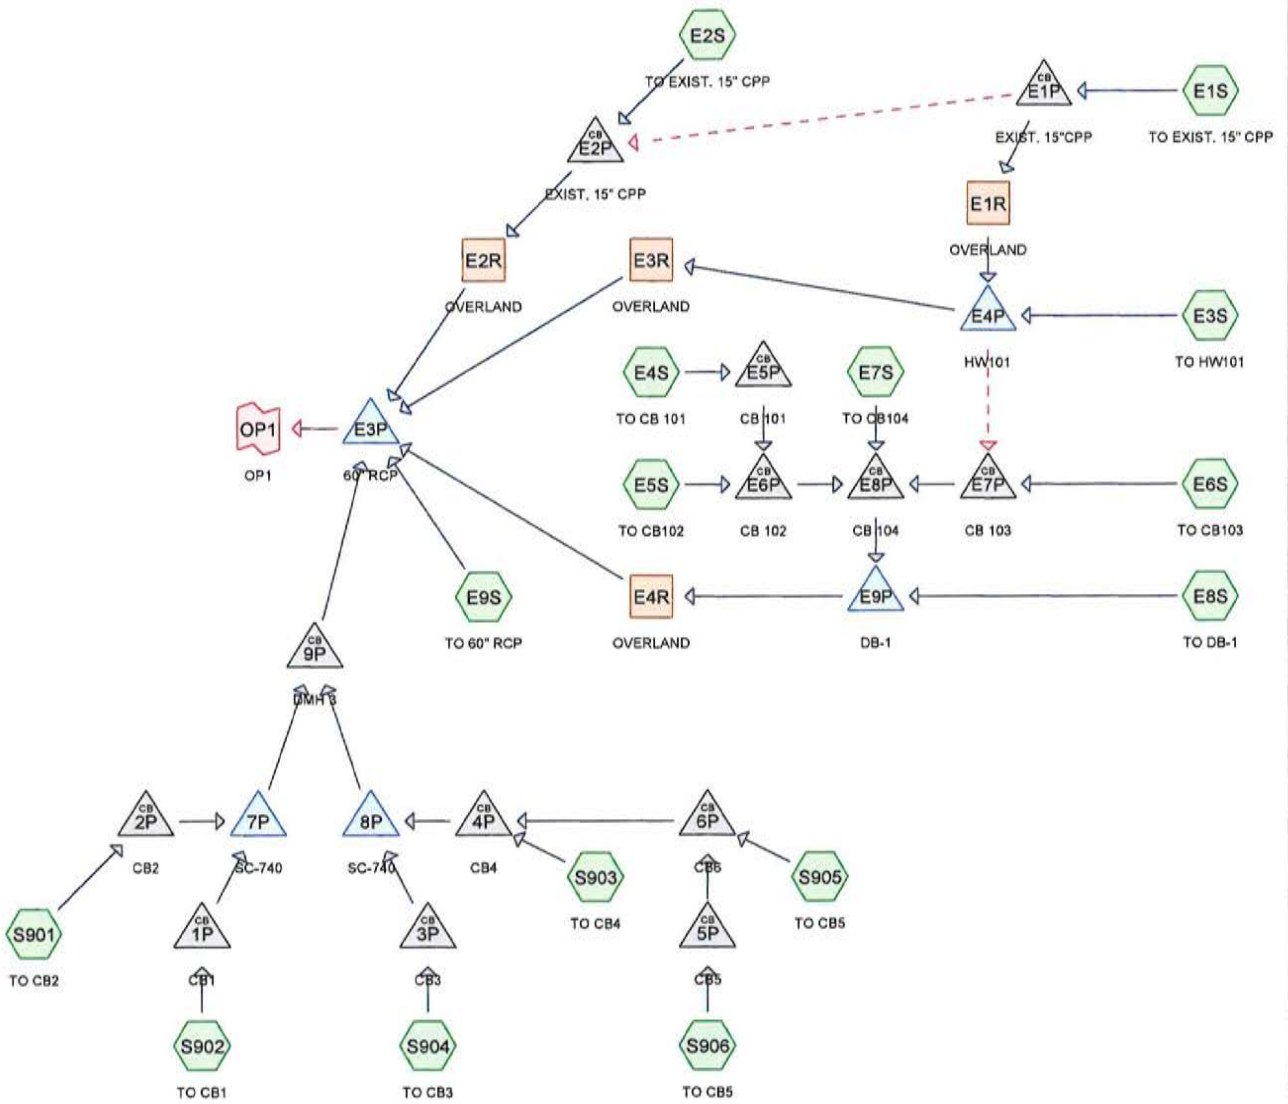 E2S
TO EXIST. 15" CPP
CB
E1P
EXIST. 15"CPP
E1S
TO EXIST. 15" CPP
CB
E2P
EXIST. 15" CPP
E1R
OVERLAND
E2R
OVERLAND
E3R
OVERLAND
E4P
HW101
E3S
TO HW101
E4S
TO CB 101
CB
E5P
CB 101
E7S
TO CB104
OP1
OP1
E3P
60" RCP
E5S
TO CB102
CB
E6P
CB 102
CB
E8P
CB 104
CB
E7P
CB 103
E6S
TO CB103
E9S
TO 60" RCP
E4R
OVERLAND
E9P
DB-1
E8S
TO DB-1
CB
9P
DMH 3
CB
2P
CB2
7P
SC-740
8P
SC-740
CB
4P
CB4
CB
6P
CB6
S903
TO CB4
S905
TO CB5
S901
TO CB2
CB
1P
CB1
CB
3P
CB3
CB
5P
CB5
S902
TO CB1
S904
TO CB3
S906
TO CB5